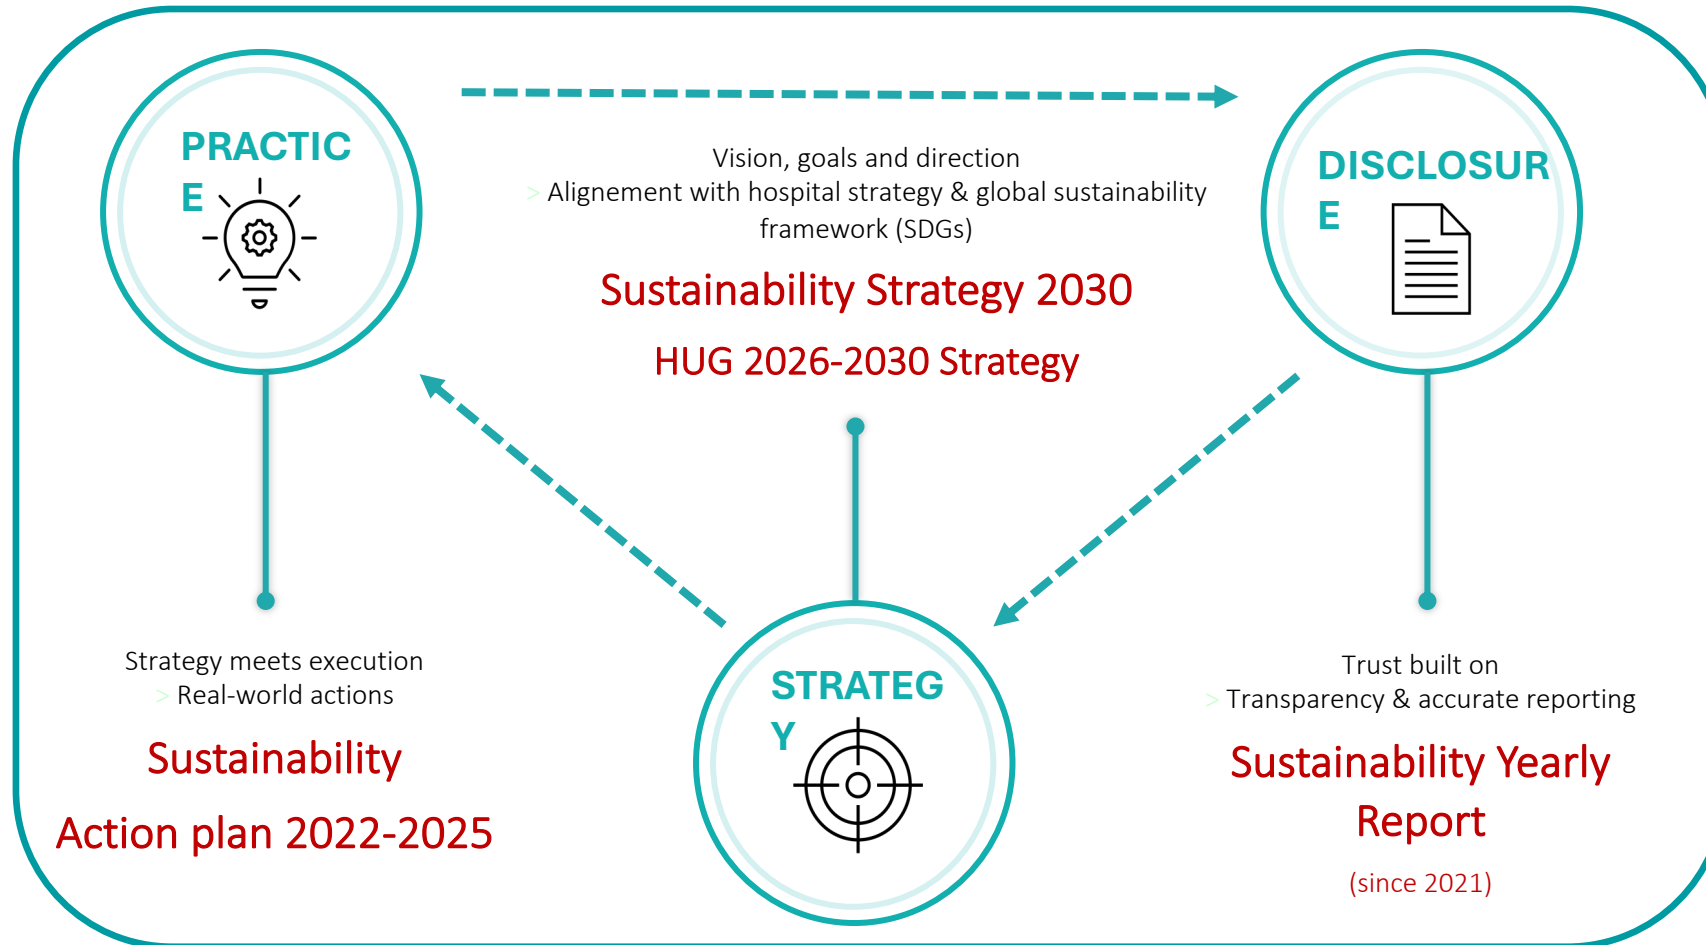 PRACTIC
E
Vision, goals and direction
> Alignement with hospital strategy & global sustainability
framework (SDGs)
Sustainability Strategy 2030
HUG 2026-2030 Strategy
DISCLOSUR
E
Strategy meets execution
> Real-world actions
Sustainability
Action plan 2022-2025
STRATEG
Y
Trust built on
> Transparency & accurate reporting
Sustainability Yearly
Report
(since 2021)